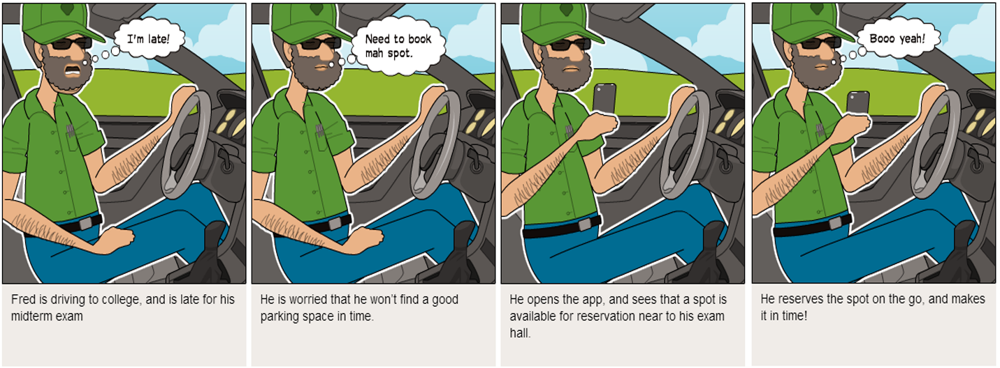 I'm late!
Need to book
mah spot.
Booo yeah!
Fred is driving to college, and is late for his
midterm exam
He is worried that he won't find a good
parking space in time.
He opens the app, and sees that a spot is
available for reservation near to his exam
hall.
He reserves the spot on the go, and makes
it in time!